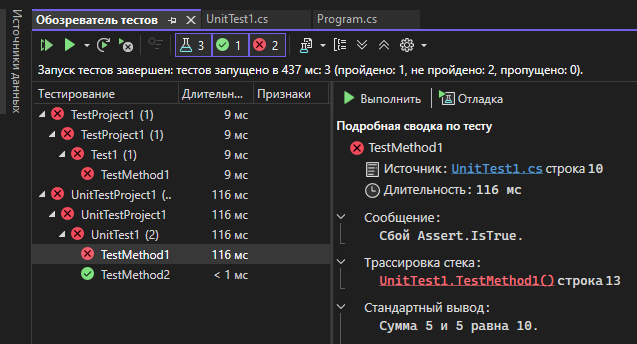 Источники данных
Обозреватель тестов
UnitTest1.cs
Program.cs
3
1
2
Запуск тестов завершен: тестов запущено в 437 мс: 3 (пройдено: 1, не пройдено: 2, пропущено: 0).
Тестирование Длительн... Признаки
TestProject1 (1) 9 мс
TestProject1 (1) 9 мс
Test1 (1) 9 мс
TestMethod1 9 мс
UnitTestProject1 (.. 116 мс
UnitTestProject1 116 мс
UnitTest1 (2) 116 мс
TestMethod1 116 мс
TestMethod2 < 1 мс
Выполнить Отладка
Подробная сводка по тесту
TestMethod1
Источник: UnitTest1.cs строка 10
Длительность: 116 мс
Сообщение:
Сбой Assert.IsTrue.
Трассировка стека:
UnitTest1.TestMethod1() строка 13
Стандартный вывод:
Сумма 5 и 5 равна 10.